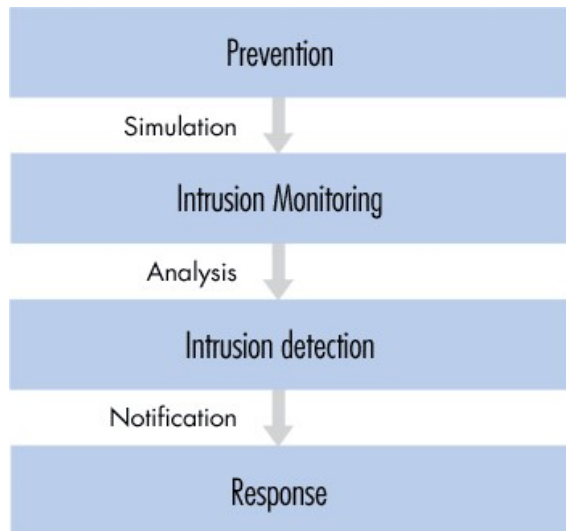 Prevention
Simulation
Intrusion Monitoring
Analysis
Intrusion detection
Notification
Response